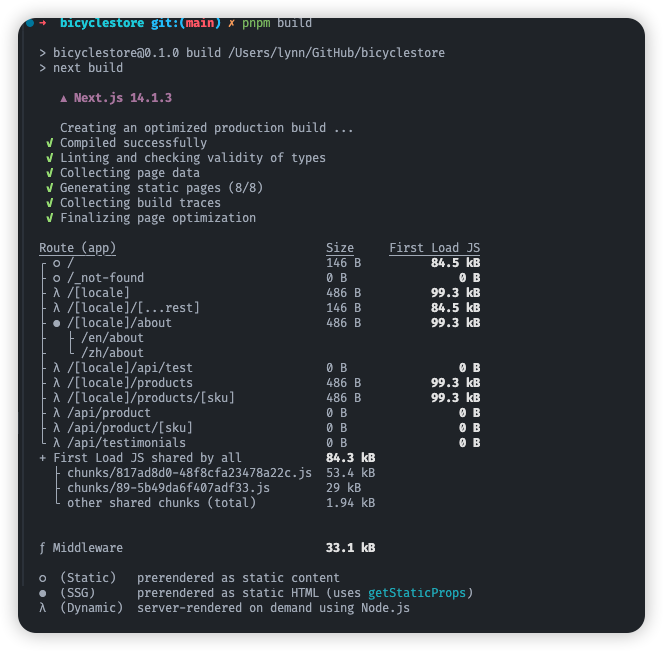 ➜ bicyclestore git:(main) ✗ pnpm build
> bicyclestore@0.1.0 build /Users/lynn/GitHub/bicyclestore
> next build
▲ Next.js 14.1.3
Creating an optimized production build ...
✓ Compiled successfully
✓ Linting and checking validity of types
✓ Collecting page data
✓ Generating static pages (8/8)
✓ Collecting build traces
✓ Finalizing page optimization
Route (app) Size First Load JS
┌ ○ / 146 B 84.5 kB
├ ○ /_not-found 0 B 0 B
├ λ /[locale] 486 B 99.3 kB
├ λ /[locale]/[...rest] 146 B 84.5 kB
├ ● /[locale]/about 486 B 99.3 kB
├ ├ /en/about
├ └ /zh/about
├ λ /[locale]/api/test 0 B 0 B
├ λ /[locale]/products 486 B 99.3 kB
├ λ /[locale]/products/[sku] 486 B 99.3 kB
├ λ /api/product 0 B 0 B
├ λ /api/product/[sku] 0 B 0 B
└ λ /api/testimonials 0 B 0 B
+ First Load JS shared by all 84.3 kB
├ chunks/817ad8d0-48f8cfa23478a22c.js 53.4 kB
├ chunks/89-5b49da6f407adf33.js 29 kB
└ other shared chunks (total) 1.94 kB
ƒ Middleware 33.1 kB
○ (Static) prerendered as static content
● (SSG) prerendered as static HTML (uses getStaticProps)
λ (Dynamic) server-rendered on demand using Node.js